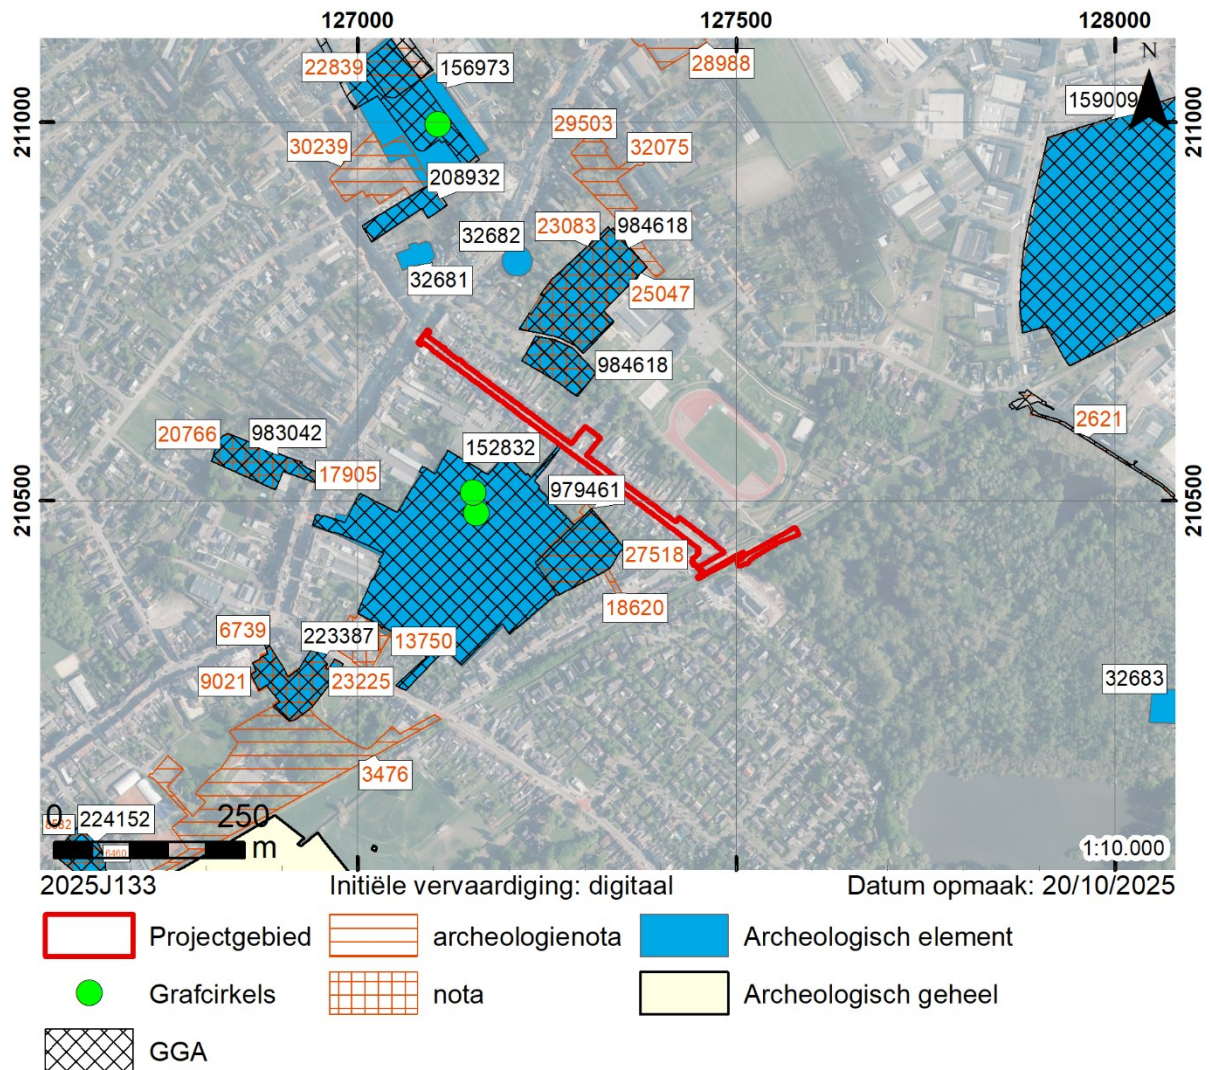 127000 127500 128000
22839 156973 28988
N
159009
211000 211000
29503
30239 32075
208932
32682 23083 984618
32681 25047
984618
2621
20766 983042 152832
17905 979461
210500 210500
27518
18620
6739 223387 13750
9021 23225
32683
3476
0 250
224152
6460
m 1:10.000
2025J133 Initiële vervaardiging: digitaal Datum opmaak: 20/10/2025
Projectgebied archeologienota Archeologisch element
Grafcirkels nota Archeologisch geheel
GGA